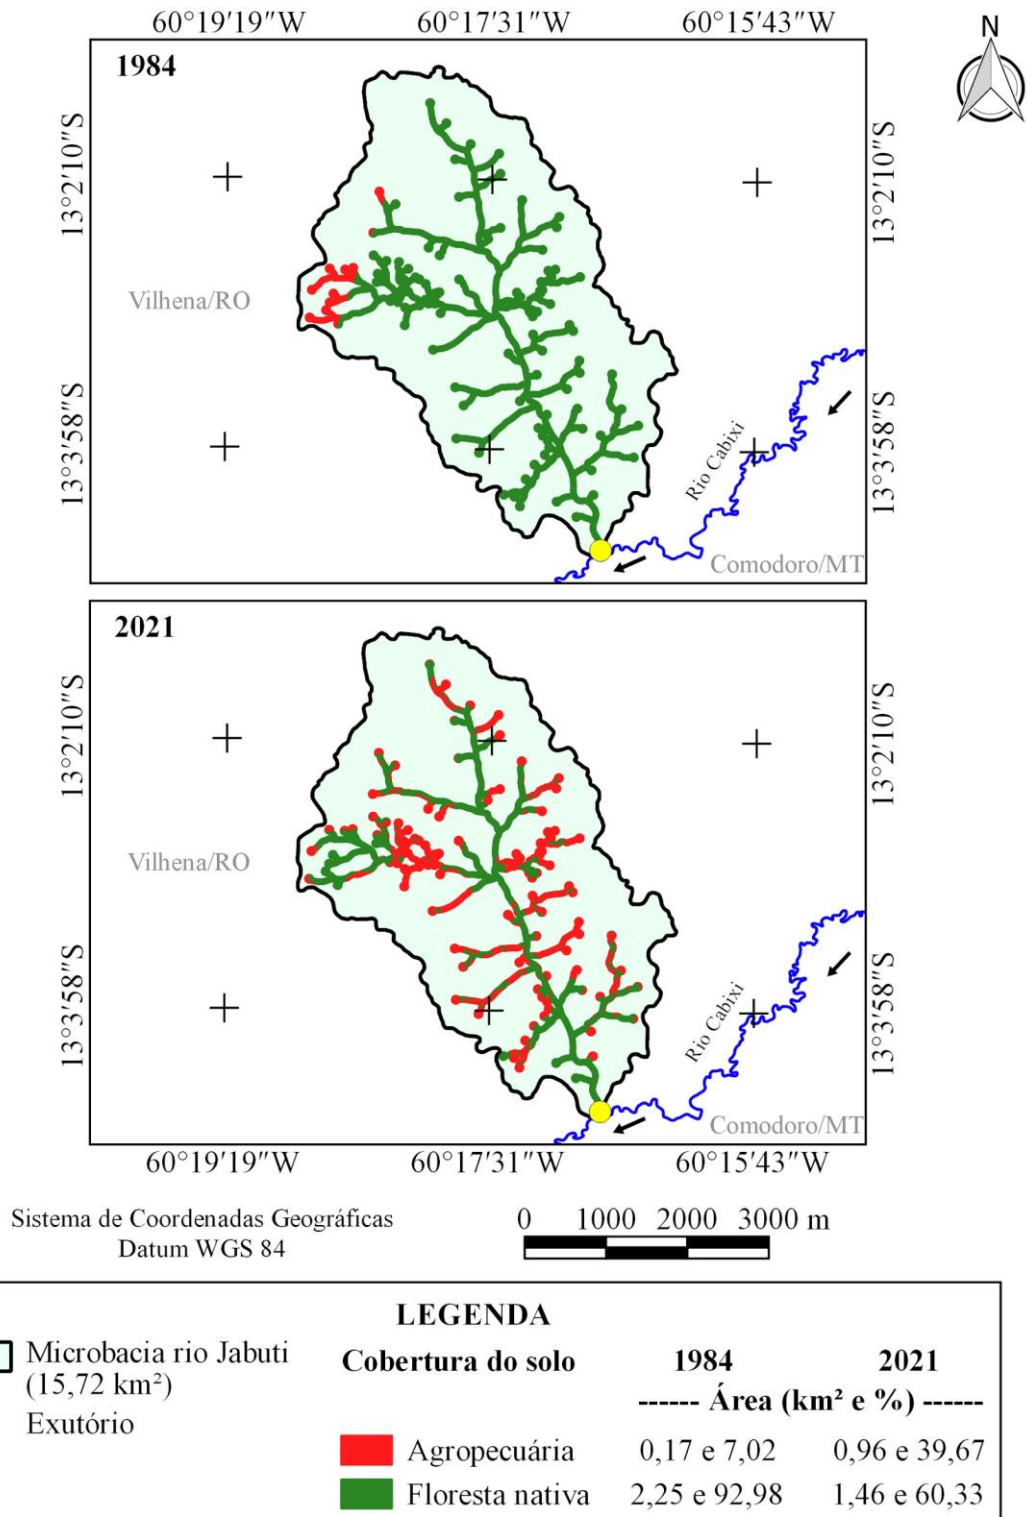 60°19'19"W 60°17'31"W 60°15'43"W
N
1984
13°2'10"S
13°2'10"S
Vilhena/RO
13°3'58"S
13°3'58"S
Rio Cabixi
Comodoro/MT
2021
13°2'10"S
13°2'10"S
Vilhena/RO
13°3'58"S
13°3'58"S
Rio Cabixi
Comodoro/MT
60°19'19"W 60°17'31"W 60°15'43"W
Sistema de Coordenadas Geográficas
Datum WGS 84
0 1000 2000 3000 m
LEGENDA
Microbacia rio Jabuti
(15,72 km²)
Exutório
Cobertura do solo 1984 2021
------ Área (km² e %) ------
Agropecuária 0,17 e 7,02 0,96 e 39,67
Floresta nativa 2,25 e 92,98 1,46 e 60,33